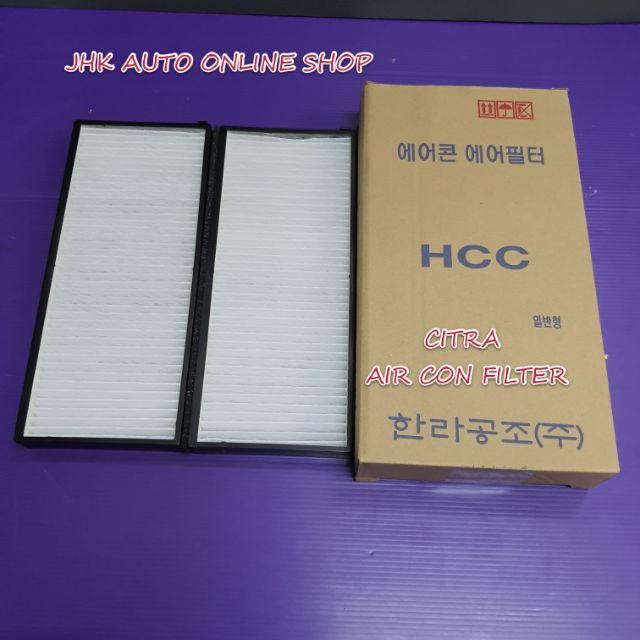 JHK AUTO ONLINE SHOP
에어콘 에어필터
HCC
일반형
CITRA
AIR CON FILTER
한라공조(주)